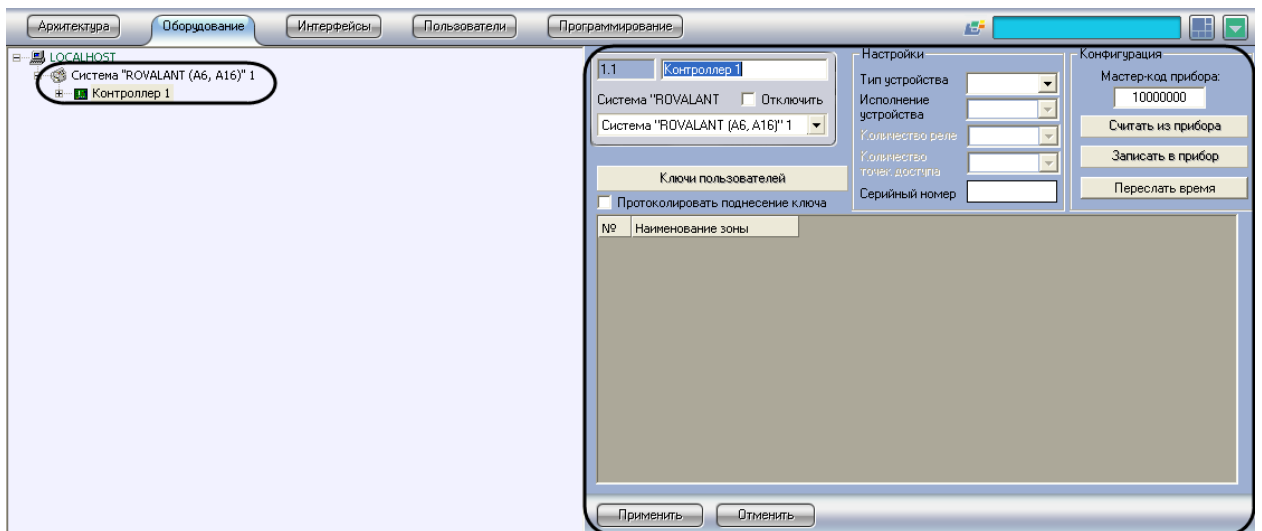 Архитектура Оборудование Интерфейсы Пользователи Программирование
LOCALHOST
Система "ROVALANT (A6, A16)" 1
Контроллер 1
1.1 Контроллер 1
Система "ROVALANT Отключить
Система "ROVALANT (A6, A16)" 1
Ключи пользователей
Протоколировать поднесение ключа
Настройки
Тип устройства
Исполнение
устройства
Количество реле
Количество
точек доступа
Серийный номер
Конфигурация
Мастер-код прибора:
10000000
Считать из прибора
Записать в прибор
Переслать время
№ Наименование зоны
Применить Отменить